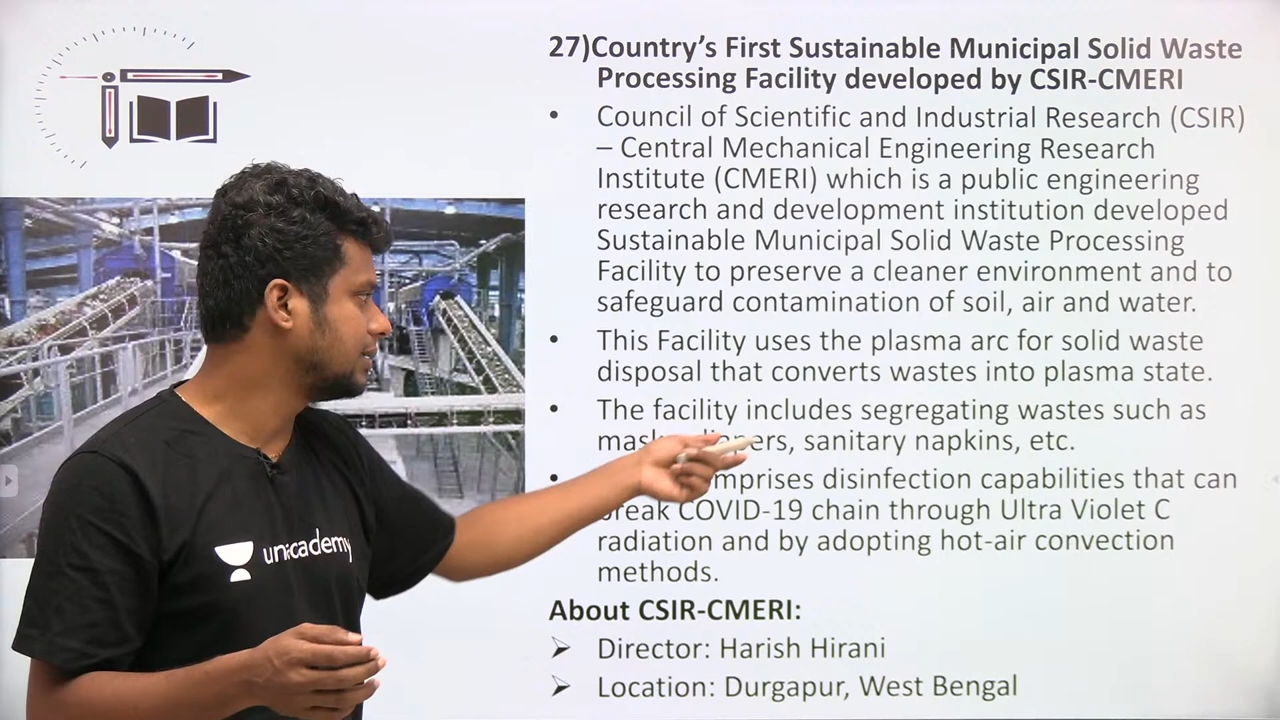 27)Country's First Sustainable Municipal Solid Waste
Processing Facility developed by CSIR-CMERI
• Council of Scientific and Industrial Research (CSIR)
– Central Mechanical Engineering Research
Institute (CMERI) which is a public engineering
research and development institution developed
Sustainable Municipal Solid Waste Processing
Facility to preserve a cleaner environment and to
safeguard contamination of soil, air and water.
• This Facility uses the plasma arc for solid waste
disposal that converts wastes into plasma state.
• The facility includes segregating wastes such as
sanitary napkins, etc.
• disinfection capabilities that can
break COVID-19 chain through Ultra Violet C
radiation and by adopting hot-air convection
methods.
About CSIR-CMERI:
➢ Director: Harish Hirani
➢ Location: Durgapur, West Bengal
unacademy